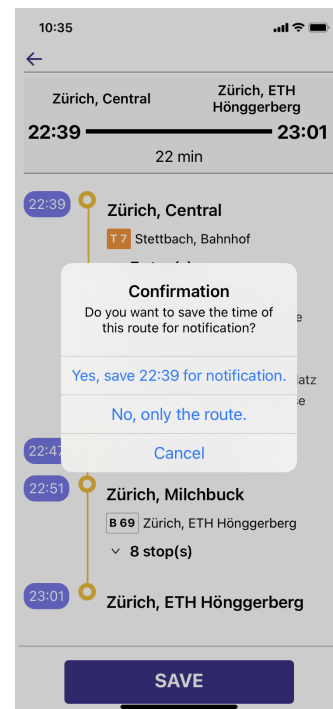 10:35
Zürich, Central
Zürich, ETH
Hönggerberg
22:39
23:01
22 min
22:39
Zürich, Central
T 7 Stettbach, Bahnhof
Confirmation
Do you want to save the time of
this route for notification?
Yes, save 22:39 for notification.
No, only the route.
Cancel
22:47
22:51
Zürich, Milchbuck
B 69 Zürich, ETH Hönggerberg
8 stop(s)
23:01
Zürich, ETH Hönggerberg
SAVE